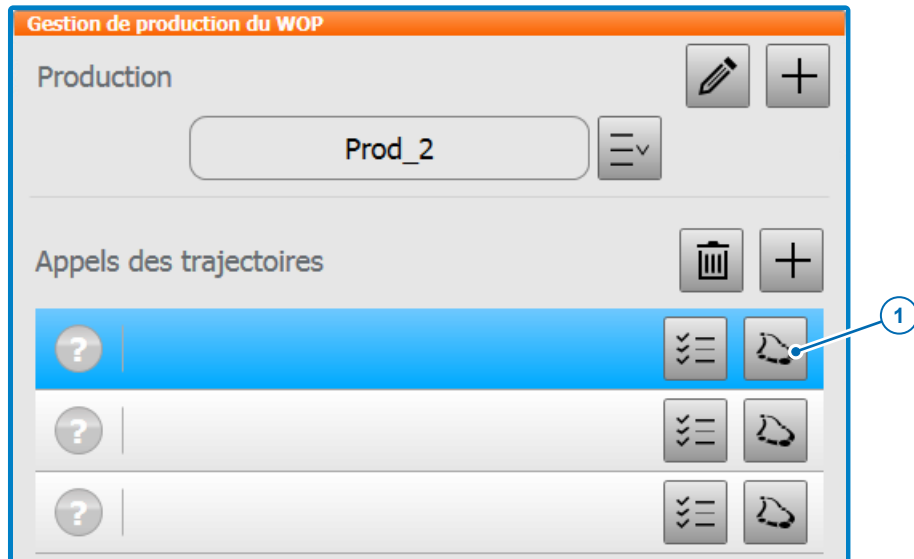 Gestion de production du WOP
Production
Prod_2
Appels des trajectoires
1
?
?
?